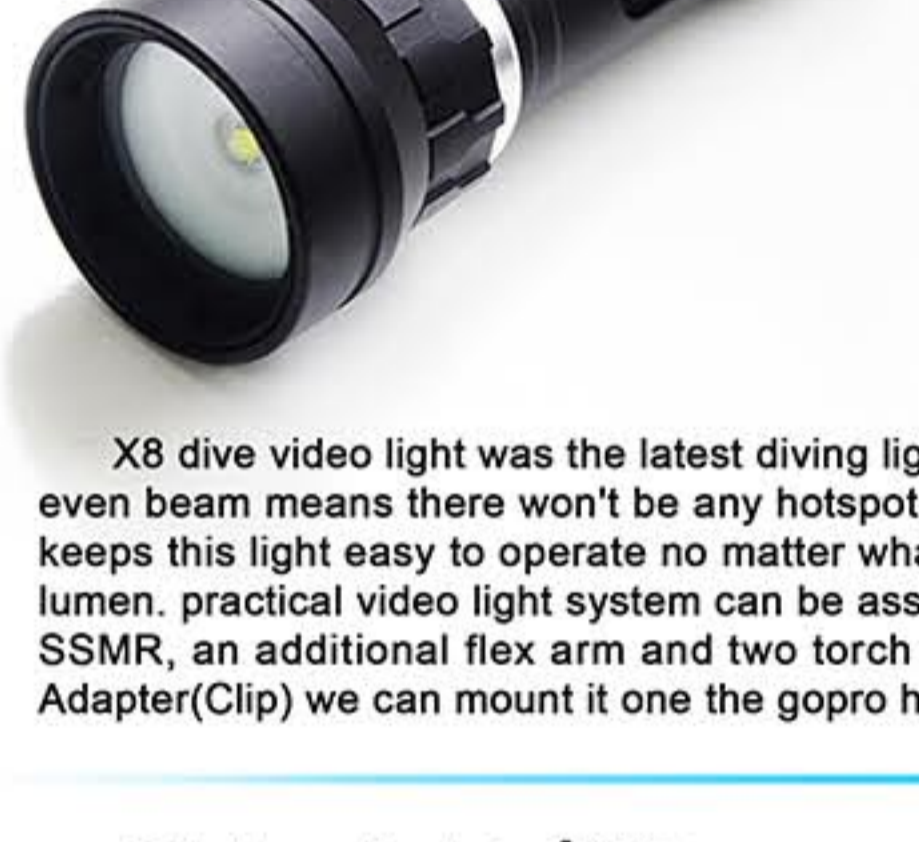 X8 dive video light was the latest diving lig
even beam means there won't be any hotspot
keeps this light easy to operate no matter wha
lumen. practical video light system can be ass
SSMR, an additional flex arm and two torch
Adapter(Clip) we can mount it one the gopro h